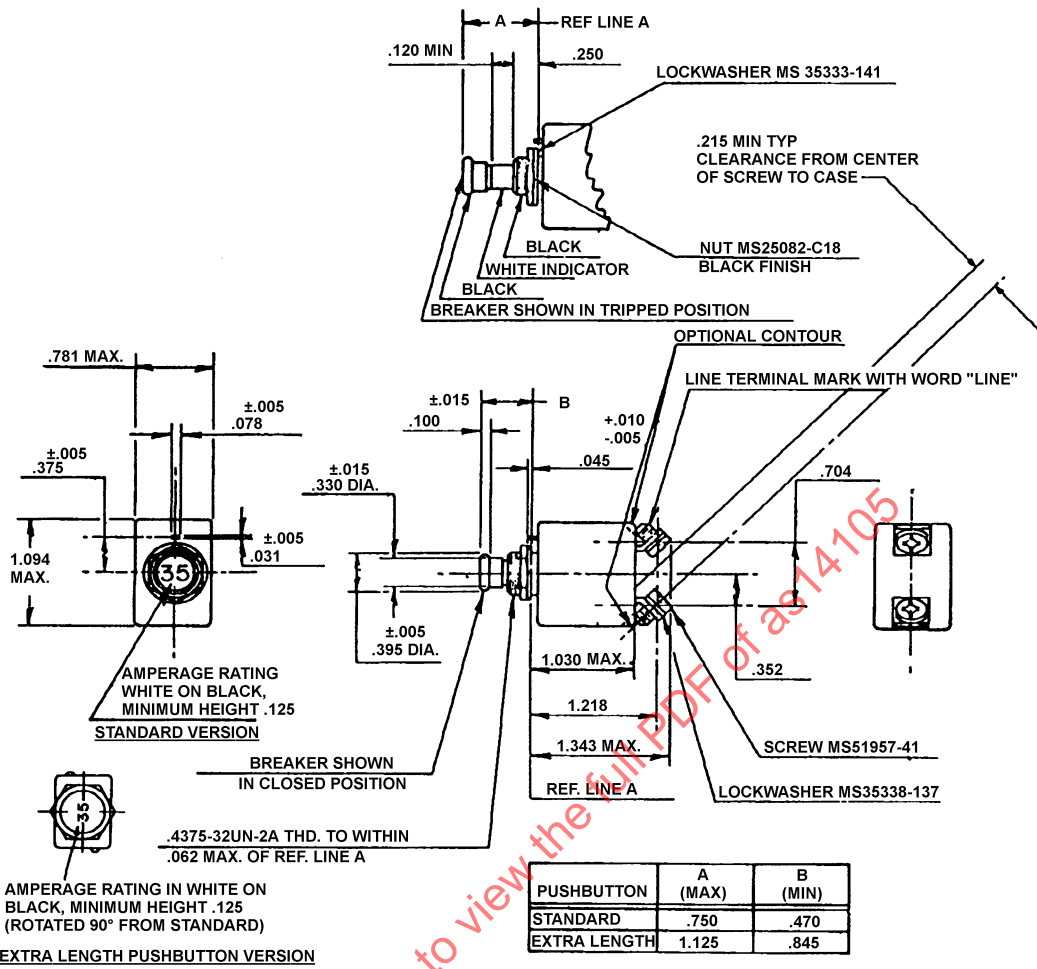 A
REF LINE A
.120 MIN
.250
LOCKWASHER MS 35333-141
.215 MIN TYP
CLEARANCE FROM CENTER
OF SCREW TO CASE
BLACK
WHITE INDICATOR
BLACK
BREAKER SHOWN IN TRIPPED POSITION
NUT MS25082-C18
BLACK FINISH
OPTIONAL CONTOUR
LINE TERMINAL MARK WITH WORD "LINE"
.781 MAX.
±.005
.078
±.005
.375
1.094
MAX.
±.005
.031
35
AMPERAGE RATING
WHITE ON BLACK,
MINIMUM HEIGHT .125
STANDARD VERSION
±.015
.100
B
+.010
-.005
.045
±.015
.330 DIA.
±.005
.395 DIA.
.704
.352
1.030 MAX.
1.218
1.343 MAX.
REF. LINE A
SCREW MS51957-41
LOCKWASHER MS35338-137
BREAKER SHOWN
IN CLOSED POSITION
.4375-32UN-2A THD. TO WITHIN
.062 MAX. OF REF. LINE A
35
AMPERAGE RATING IN WHITE ON
BLACK, MINIMUM HEIGHT .125
(ROTATED 90° FROM STANDARD)
EXTRA LENGTH PUSHBUTTON VERSION
PUSHBUTTON A (MAX) B (MIN)
STANDARD .750 .470
EXTRA LENGTH 1.125 .845
to view the full PDF of as14105